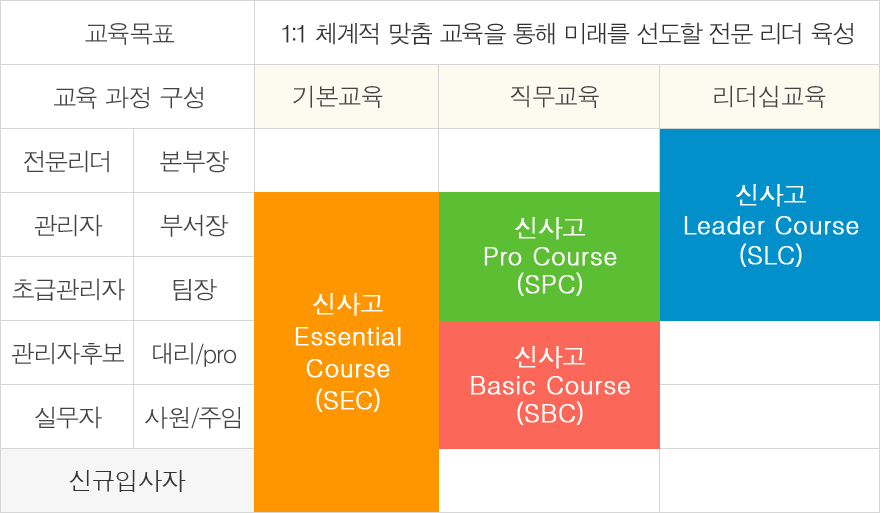 교육목표
1:1 체계적 맞춤 교육을 통해 미래를 선도할 전문 리더 육성
교육 과정 구성
기본교육
직무교육
리더십교육
전문리더
본부장
관리자
부서장
초급관리자
팀장
관리자후보
대리/pro
실무자
사원/주임
신규입사자
신사고
Essential
Course
(SEC)
신사고
Pro Course
(SPC)
신사고
Basic Course
(SBC)
신사고
Leader Course
(SLC)